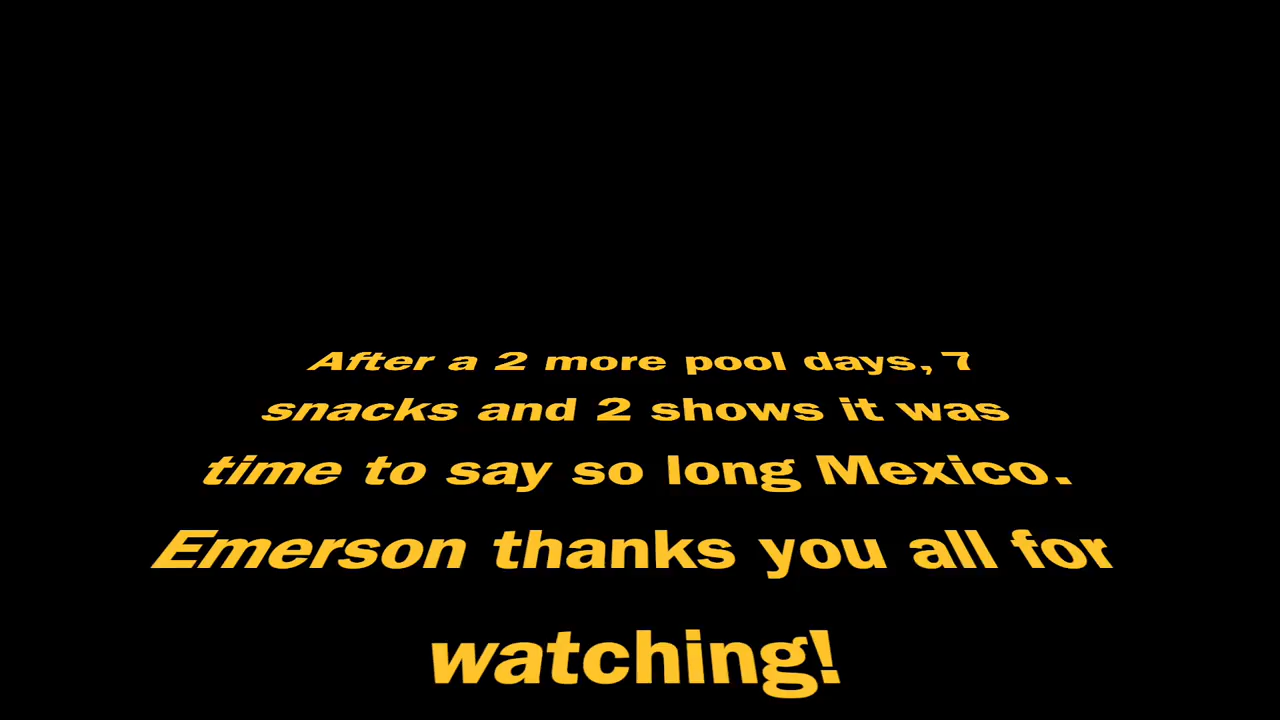 After a 2 more pool days, 7
snacks and 2 shows it was
time to say so long Mexico.
Emerson thanks you all for
watching!